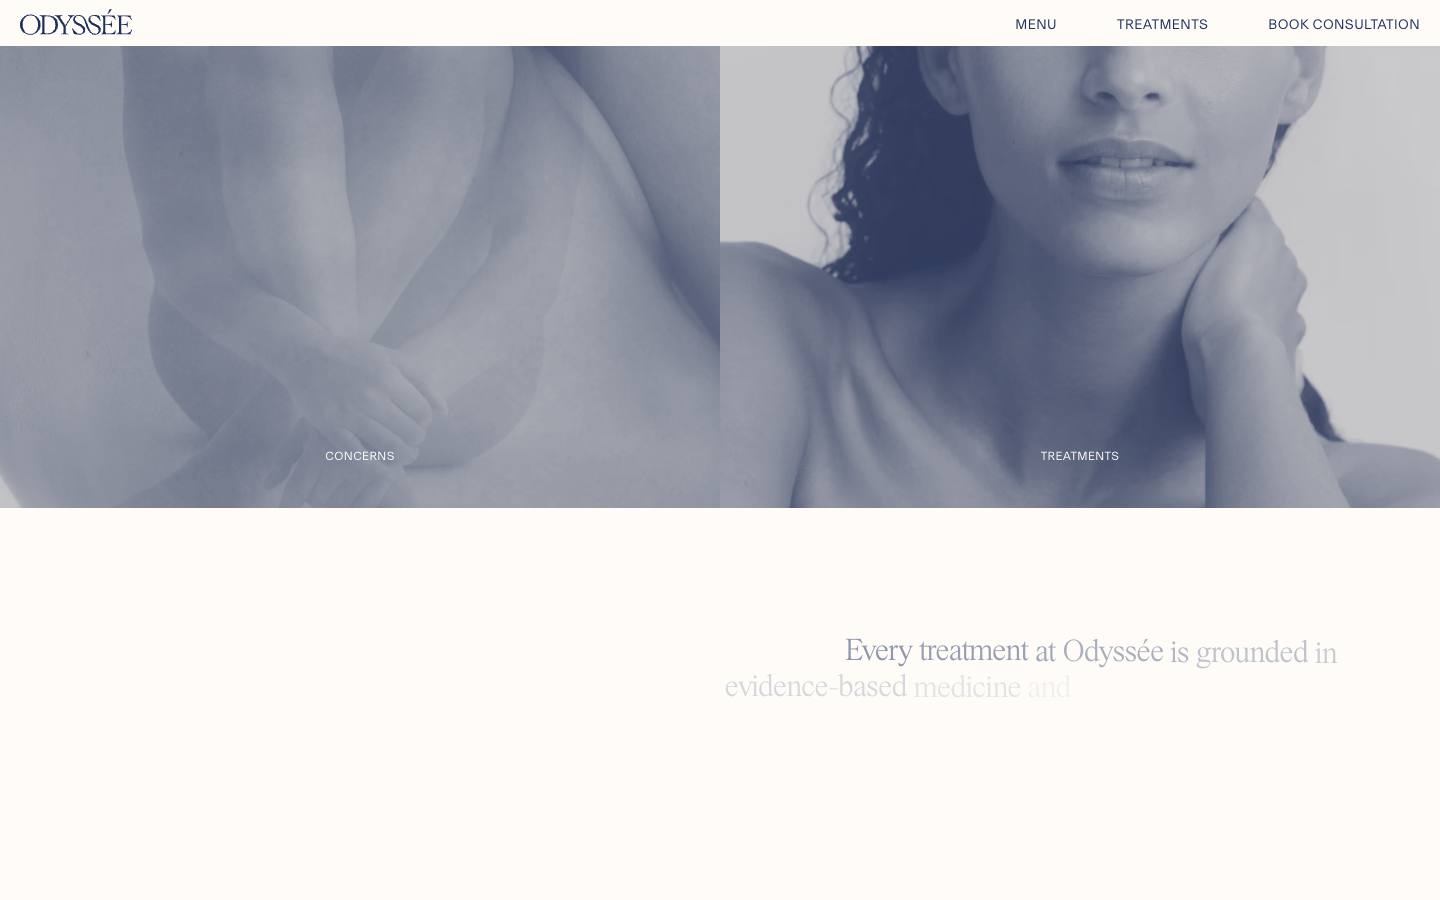 ODYSSÉE
MENU
TREATMENTS
BOOK CONSULTATION
CONCERNS
TREATMENTS
Every treatment at Odyssée is grounded in
evidence-based medicine and